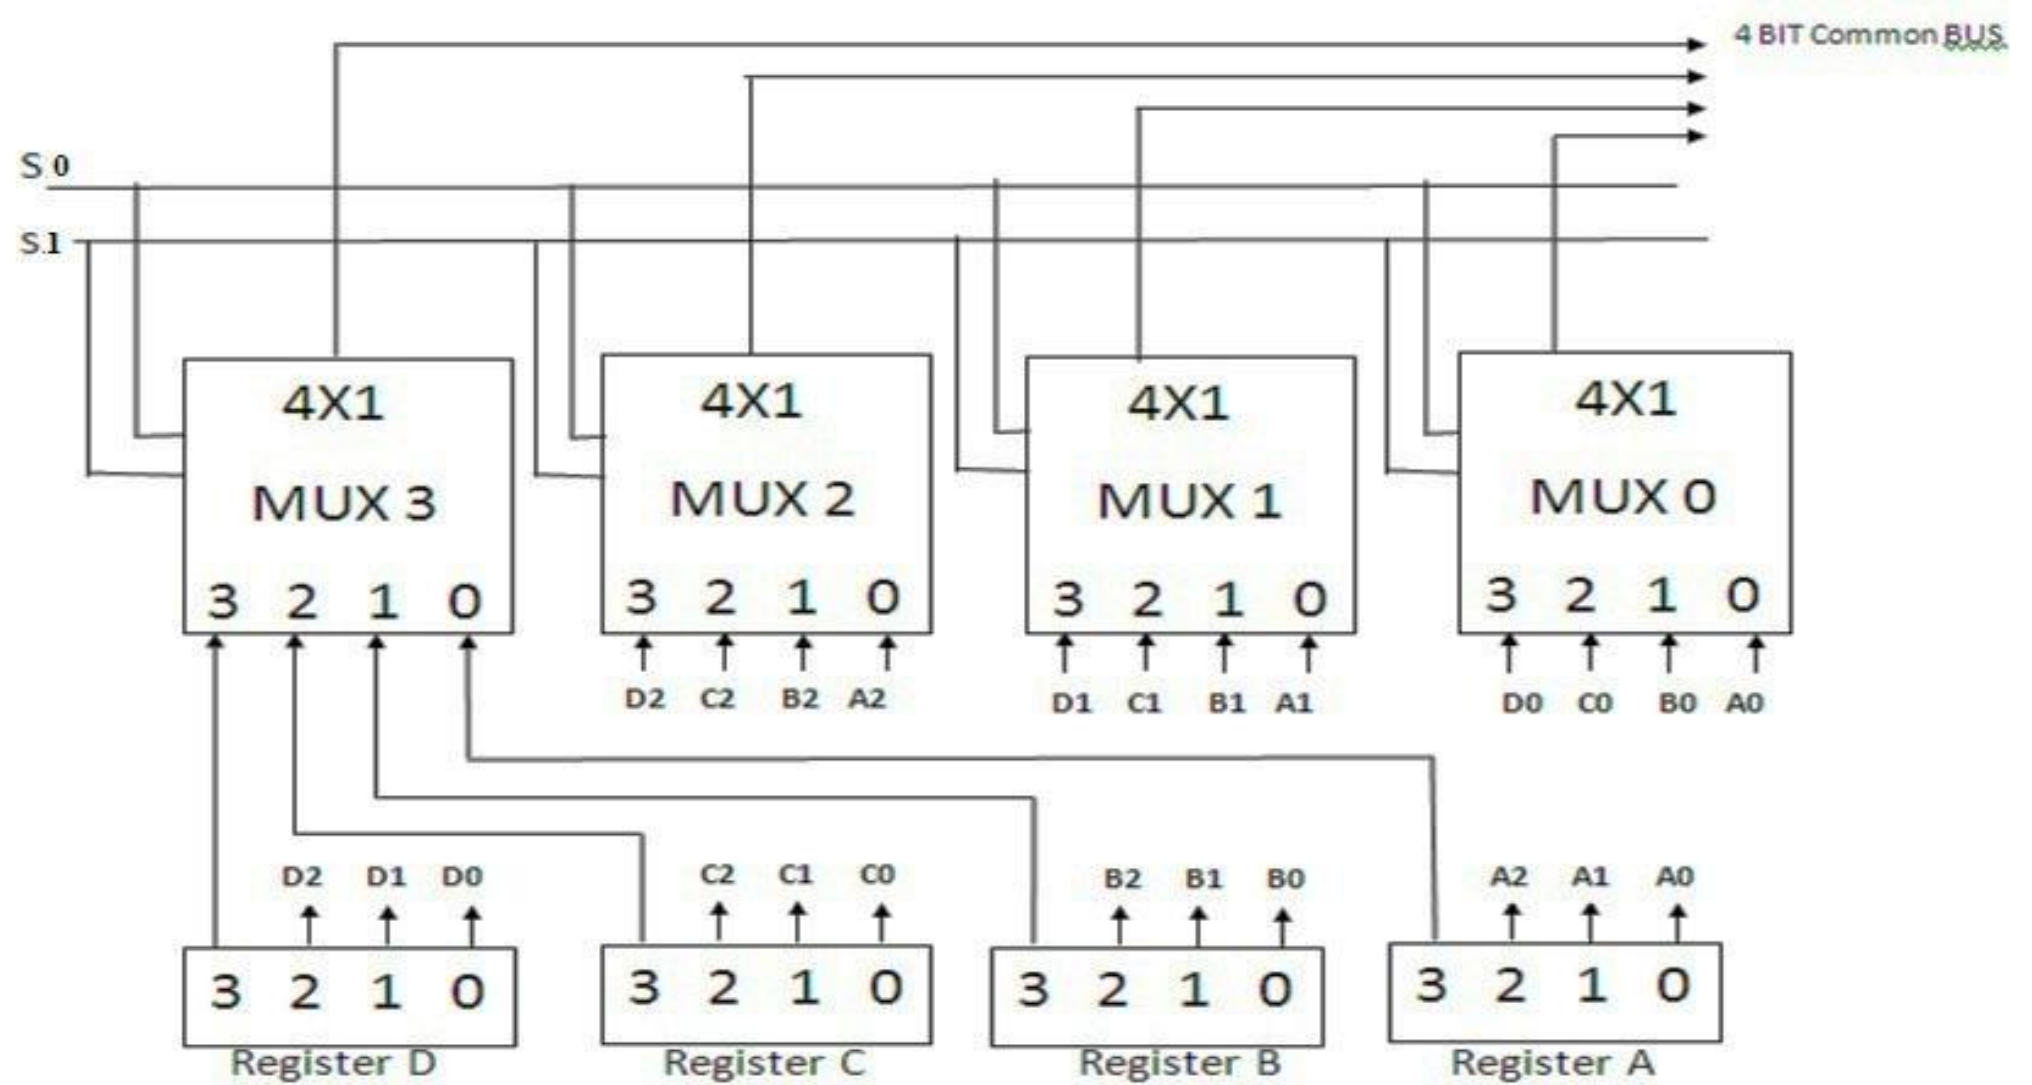 4 BIT Common BUS
S 0
S.1
4X1 4X1 4X1 4X1
MUX 3 MUX 2 MUX 1 MUX 0
3 2 1 0 3 2 1 0 3 2 1 0 3 2 1 0
D2 C2 B2 A2 D1 C1 B1 A1 D0 C0 B0 A0
D2 D1 D0 C2 C1 C0 B2 B1 B0 A2 A1 A0
3 2 1 0 3 2 1 0 3 2 1 0 3 2 1 0
Register D Register C Register B Register A